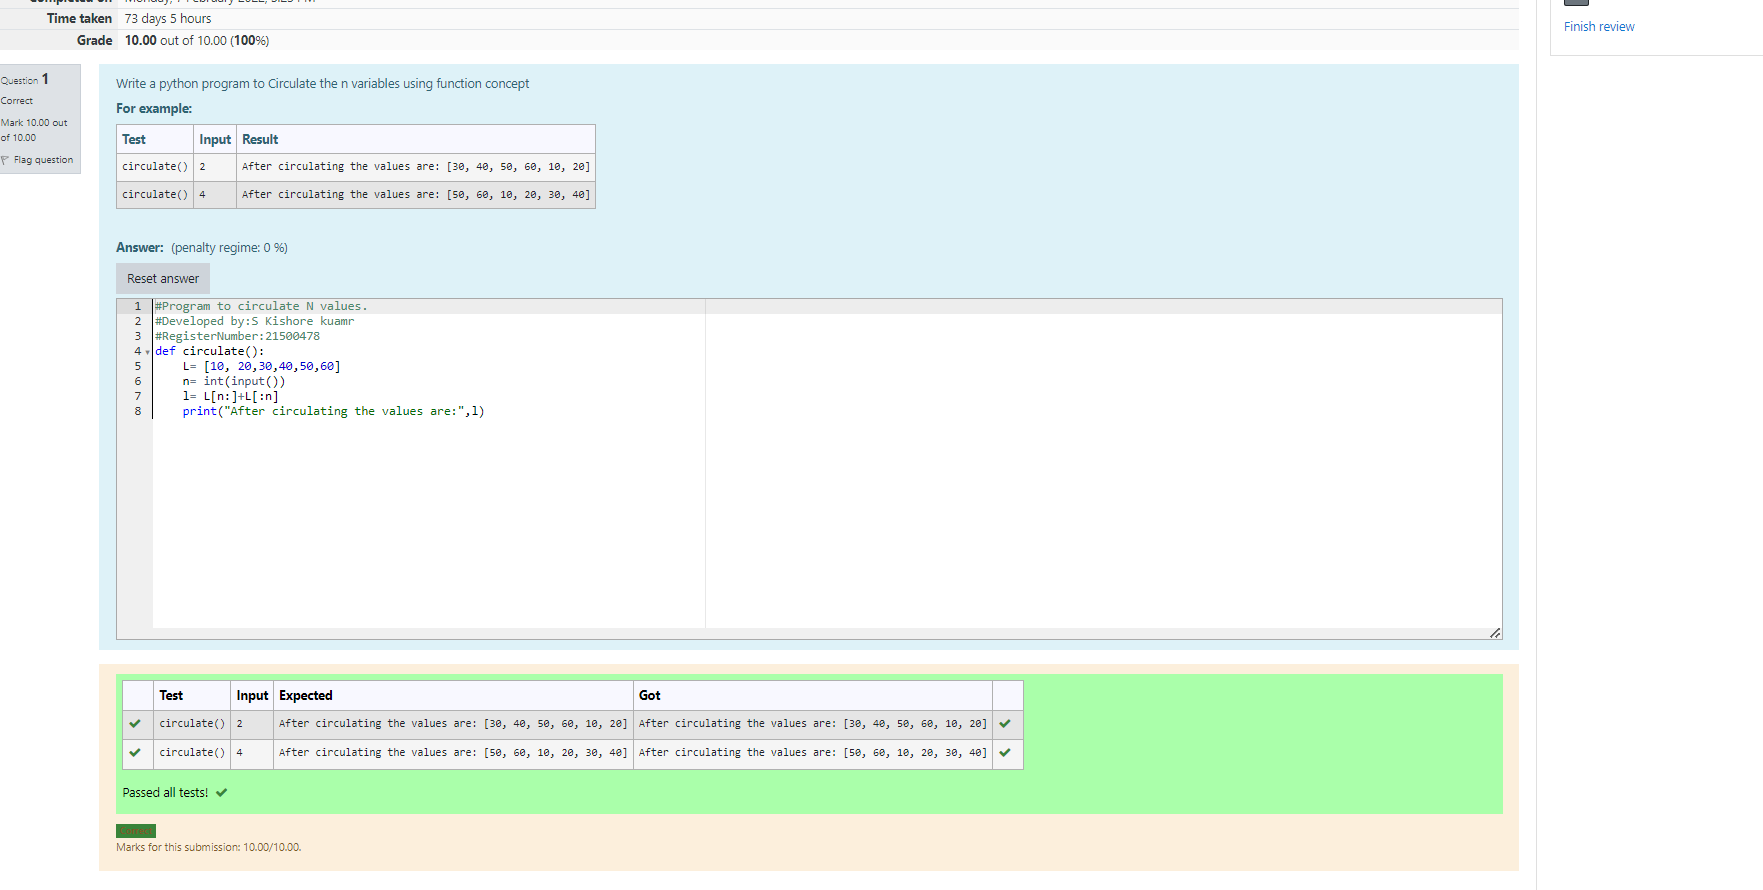 Time taken 73 days 5 hours
Grade 10.00 out of 10.00 (100%)
Finish review
Question 1
Correct
Mark 10.00 out
of 10.00
Flag question
Write a python program to Circulate the n variables using function concept
For example:
Test Input Result
circulate() 2 After circulating the values are: [30, 40, 50, 60, 10, 20]
circulate() 4 After circulating the values are: [50, 60, 10, 20, 30, 40]
Answer: (penalty regime: 0 %)
Reset answer
1 #Program to circulate N values.
2 #Developed by:S Kishore kuamr
3 #RegisterNumber:21500478
4 def circulate():
5 L= [10, 20,30,40,50,60]
6 n= int(input())
7 l= L[n:]+L[:n]
8 print("After circulating the values are:",l)
Test Input Expected Got
circulate() 2 After circulating the values are: [30, 40, 50, 60, 10, 20] After circulating the values are: [30, 40, 50, 60, 10, 20]
circulate() 4 After circulating the values are: [50, 60, 10, 20, 30, 40] After circulating the values are: [50, 60, 10, 20, 30, 40]
Passed all tests!
Marks for this submission: 10.00/10.00.